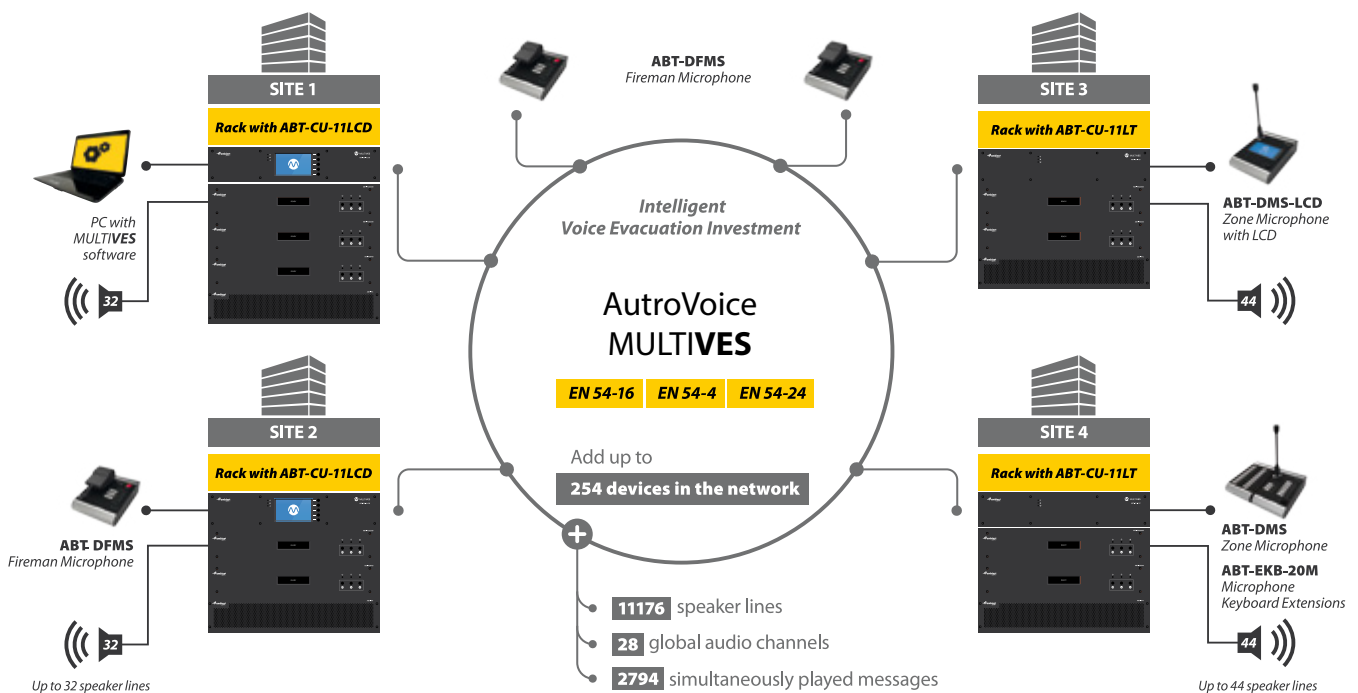 SITE 1
Rack with ABT-CU-11LCD
PC with
MULTIVES
software
32
ABT-DFMS
Fireman Microphone
SITE 3
Rack with ABT-CU-11LT
ABT-DMS-LCD
Zone Microphone
with LCD
44
Intelligent
Voice Evacuation Investment
AutroVoice
MULTIVES
EN 54-16 EN 54-4 EN 54-24
Add up to
254 devices in the network
+
11176 speaker lines
28 global audio channels
2794 simultaneously played messages
SITE 2
Rack with ABT-CU-11LCD
ABT- DFMS
Fireman Microphone
32
Up to 32 speaker lines
SITE 4
Rack with ABT-CU-11LT
ABT-DMS
Zone Microphone
ABT-EKB-20M
Microphone
Keyboard Extensions
44
Up to 44 speaker lines